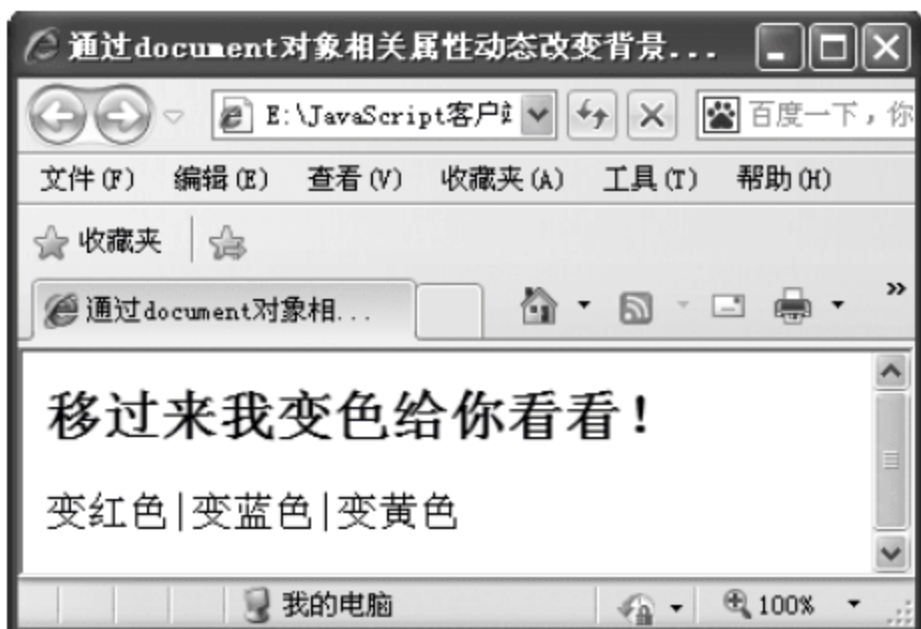 通过document对象相关属性动态改变背景...
E:\JavaScript客户
百度一下，你
文件(F) 编辑(E) 查看(V) 收藏夹(A) 工具(T) 帮助(H)
收藏夹
通过document对象相...
»
移过来我变色给你看看！
变红色|变蓝色|变黄色
我的电脑
100%